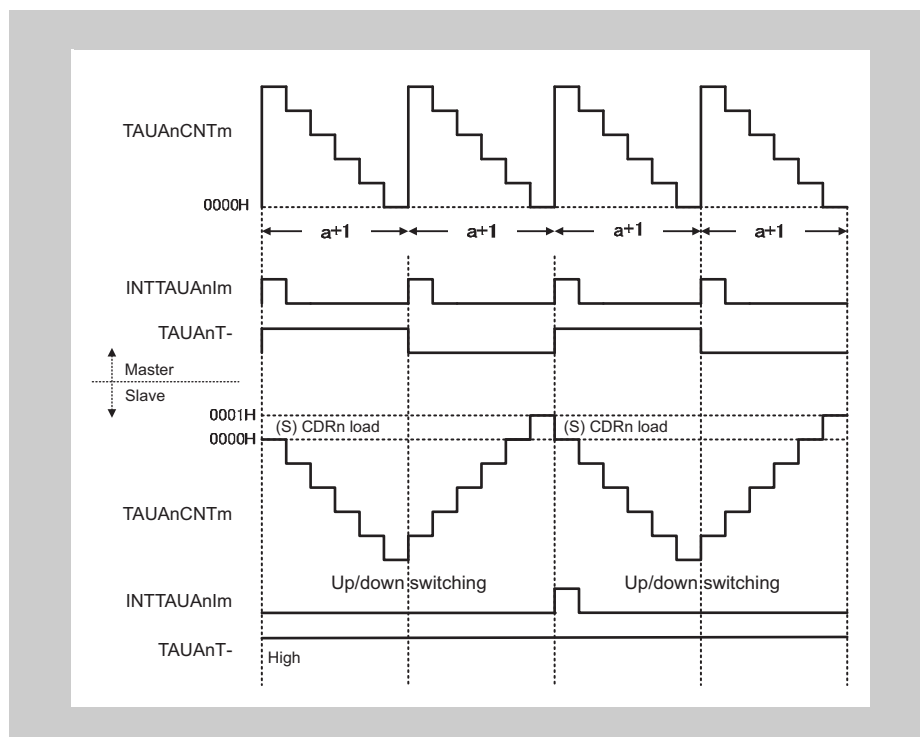 TAUAnCNTm
0000H
a+1 a+1 a+1 a+1
INTTAUAnIm
TAUAnT-
Master
Slave
0001H
(S) CDRn load (S) CDRn load
0000H
TAUAnCNTm
Up/down switching Up/down switching
INTTAUAnIm
TAUAnT-
High